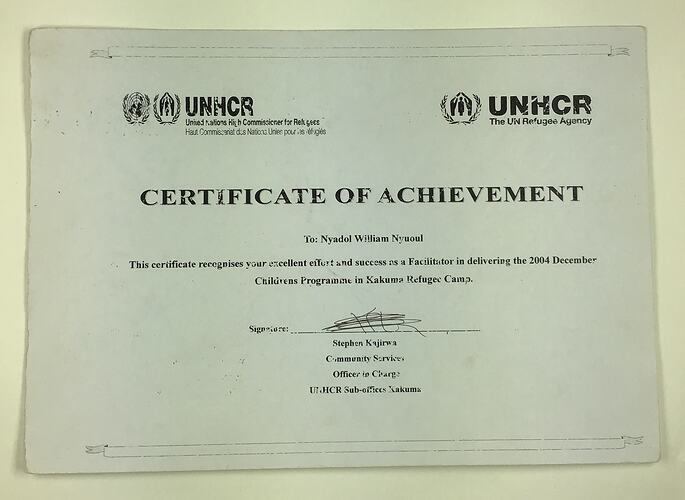 UNHCR
United Nations High Commissioner for Refugees
Haut Commissariat des Nations Unies pour les réfugiés
UNHCR
The UN Refugee Agency
CERTIFICATE OF ACHIEVEMENT
To: Nyadol William Nyuoul
This certificate recognises your excellent effort and success as a Facilitator in delivering the 2004 December
Childrens Programme in Kakuma Refugee Camp.
Signature:
Stephen Kajirwa
Community Services
Officer in Charge
UNHCR Sub-offices Kakuma